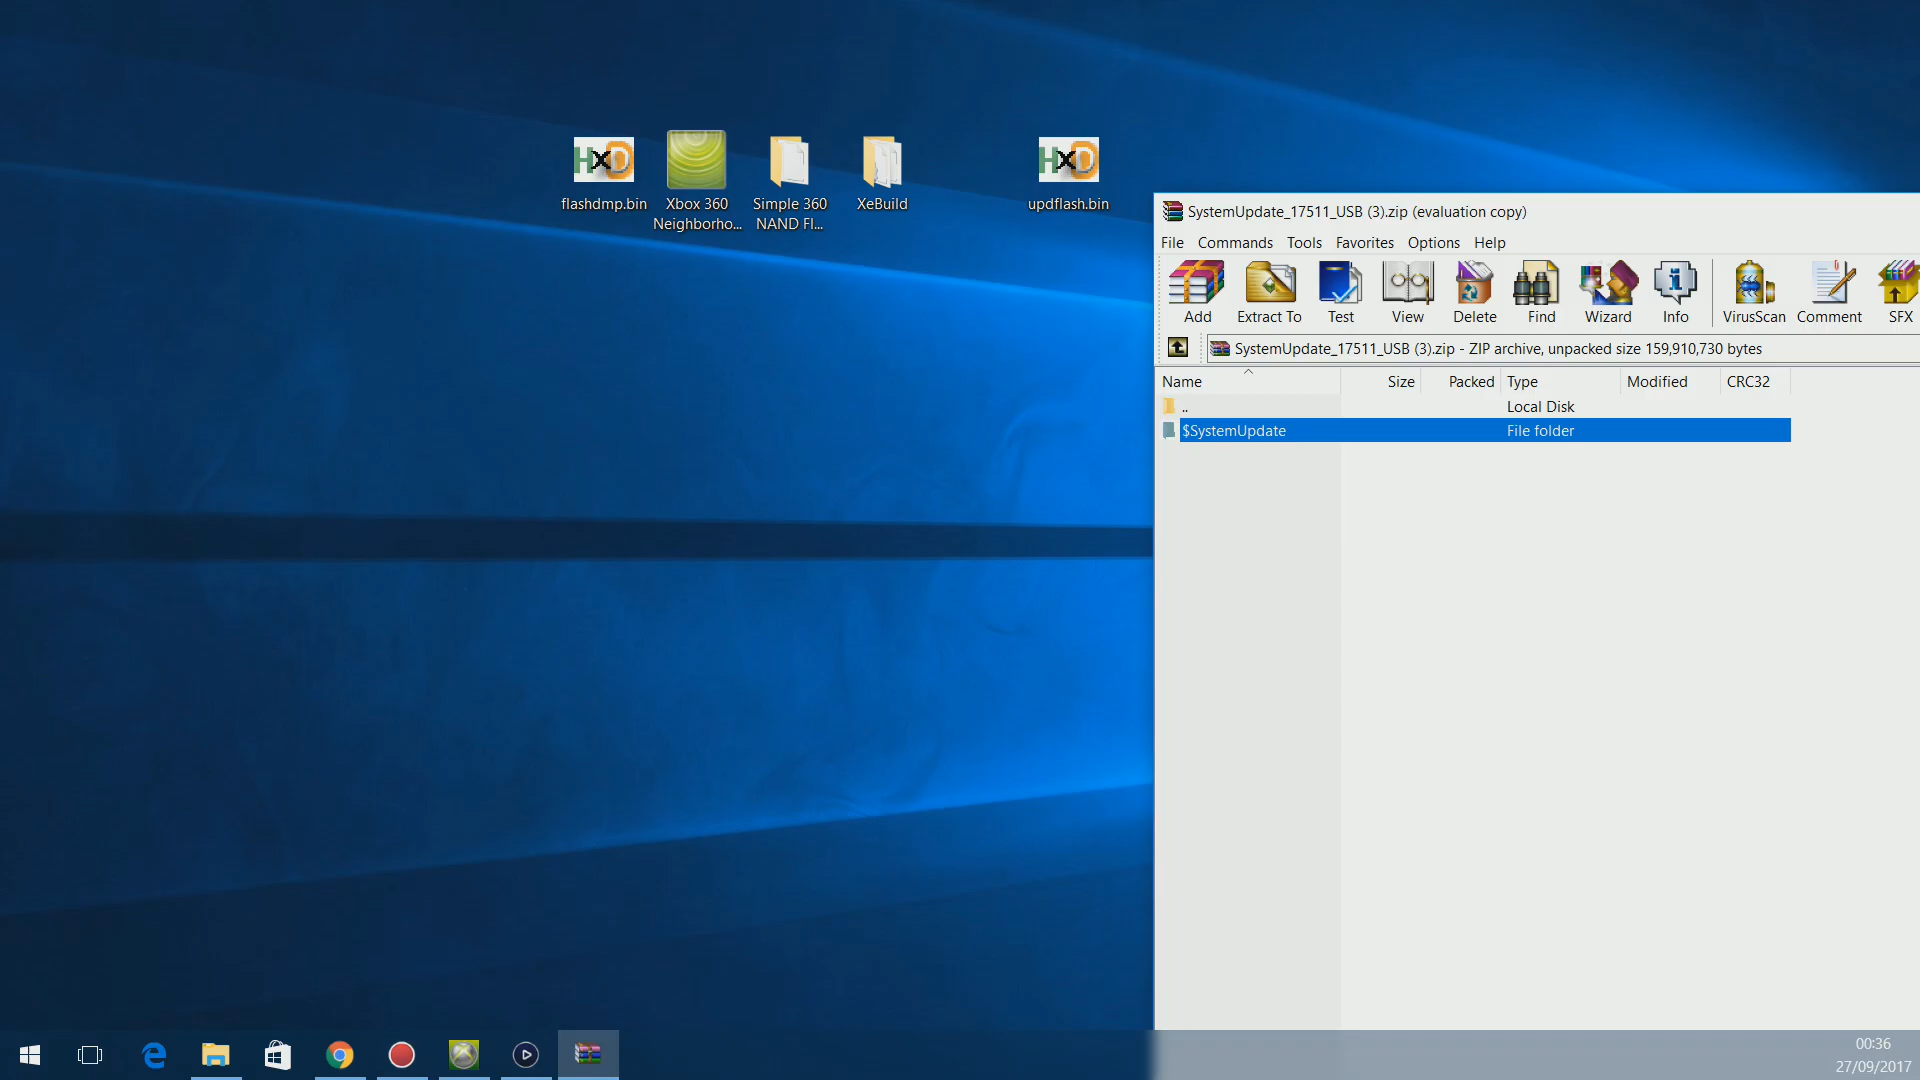 HxD
HxD
flashdmp.bin
Xbox 360
Neighborho...
Simple 360
NAND Fl...
XeBuild
updflash.bin
SystemUpdate_17511_USB (3).zip (evaluation copy)
File Commands Tools Favorites Options Help
Add Extract To Test View Delete Find Wizard Info VirusScan Comment SFX
SystemUpdate_17511_USB (3).zip - ZIP archive, unpacked size 159,910,730 bytes
Name Size Packed Type Modified CRC32
.. Local Disk
$SystemUpdate File folder
00:36
27/09/2017